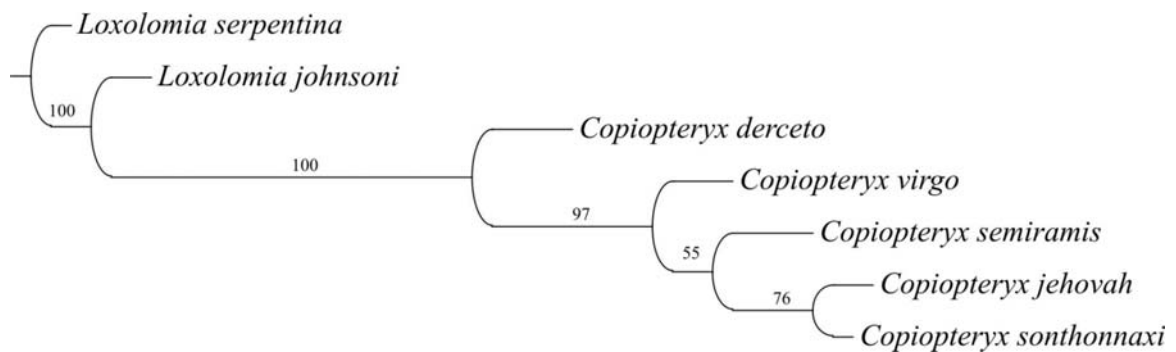 Loxolomia serpentina
Loxolomia johnsoni
100
Copiopteryx derceto
100
Copiopteryx virgo
97
Copiopteryx semiramis
55
Copiopteryx jehovah
76
Copiopteryx sonthonnaxi